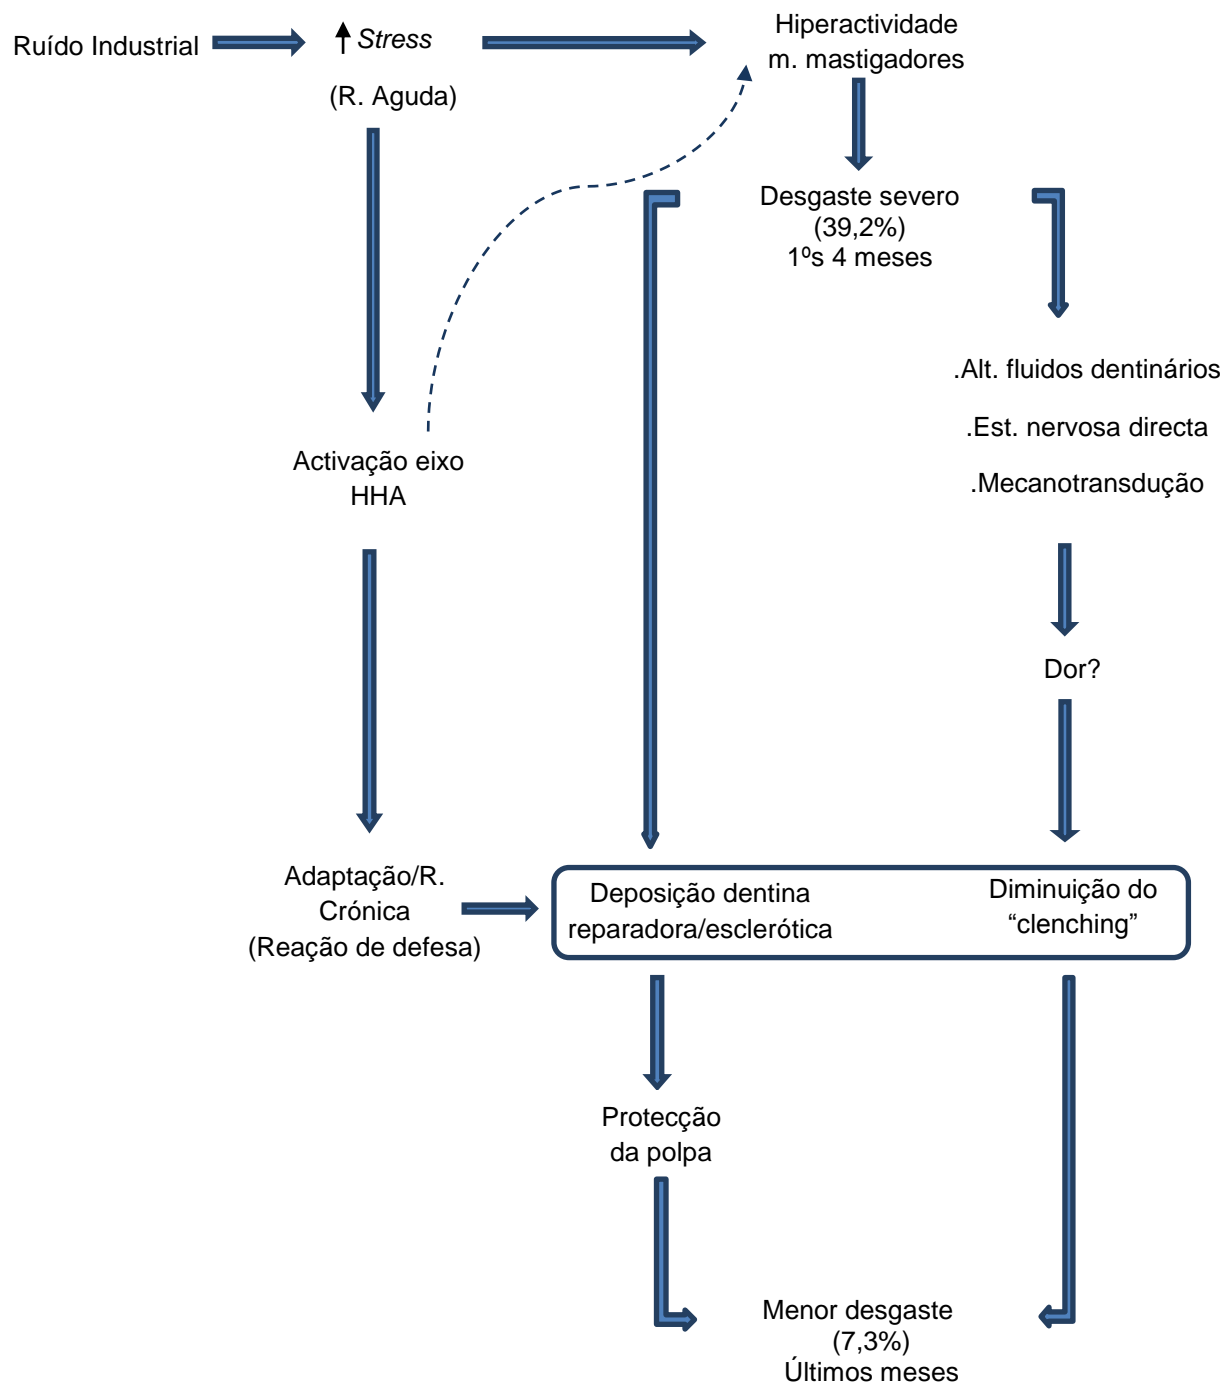 Ruído Industrial
Stress
(R. Aguda)
Hiperactividade
m. mastigadores
Desgaste severo
(39,2%)
1ºs 4 meses
.Alt. fluidos dentinários
.Est. nervosa directa
.Mecanotransdução
Activação eixo
HHA
Dor?
Adaptação/R.
Crónica
(Reação de defesa)
Deposição dentina
reparadora/esclerótica
Diminuição do
“clenching”
Protecção
da polpa
Menor desgaste
(7,3%)
Últimos meses